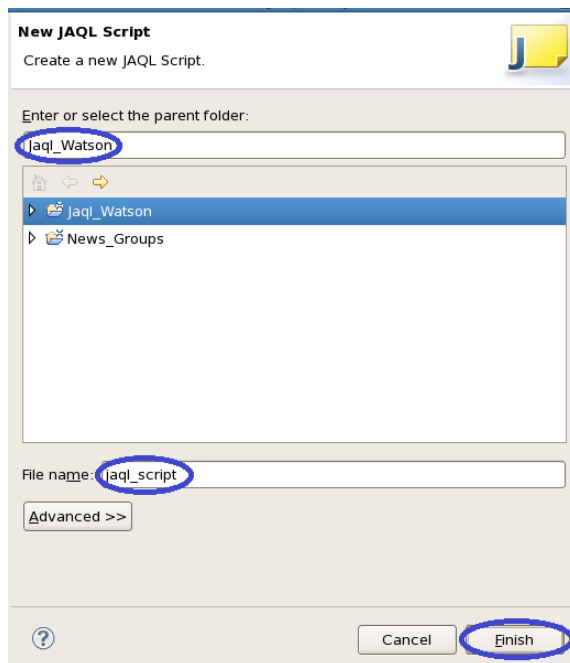 New JAQL Script
Create a new JAQL Script.
J
Enter or select the parent folder:
Jaql_Watson
Jaql_Watson
News_Groups
File name: jaql_script
Advanced >>
?
Cancel Finish